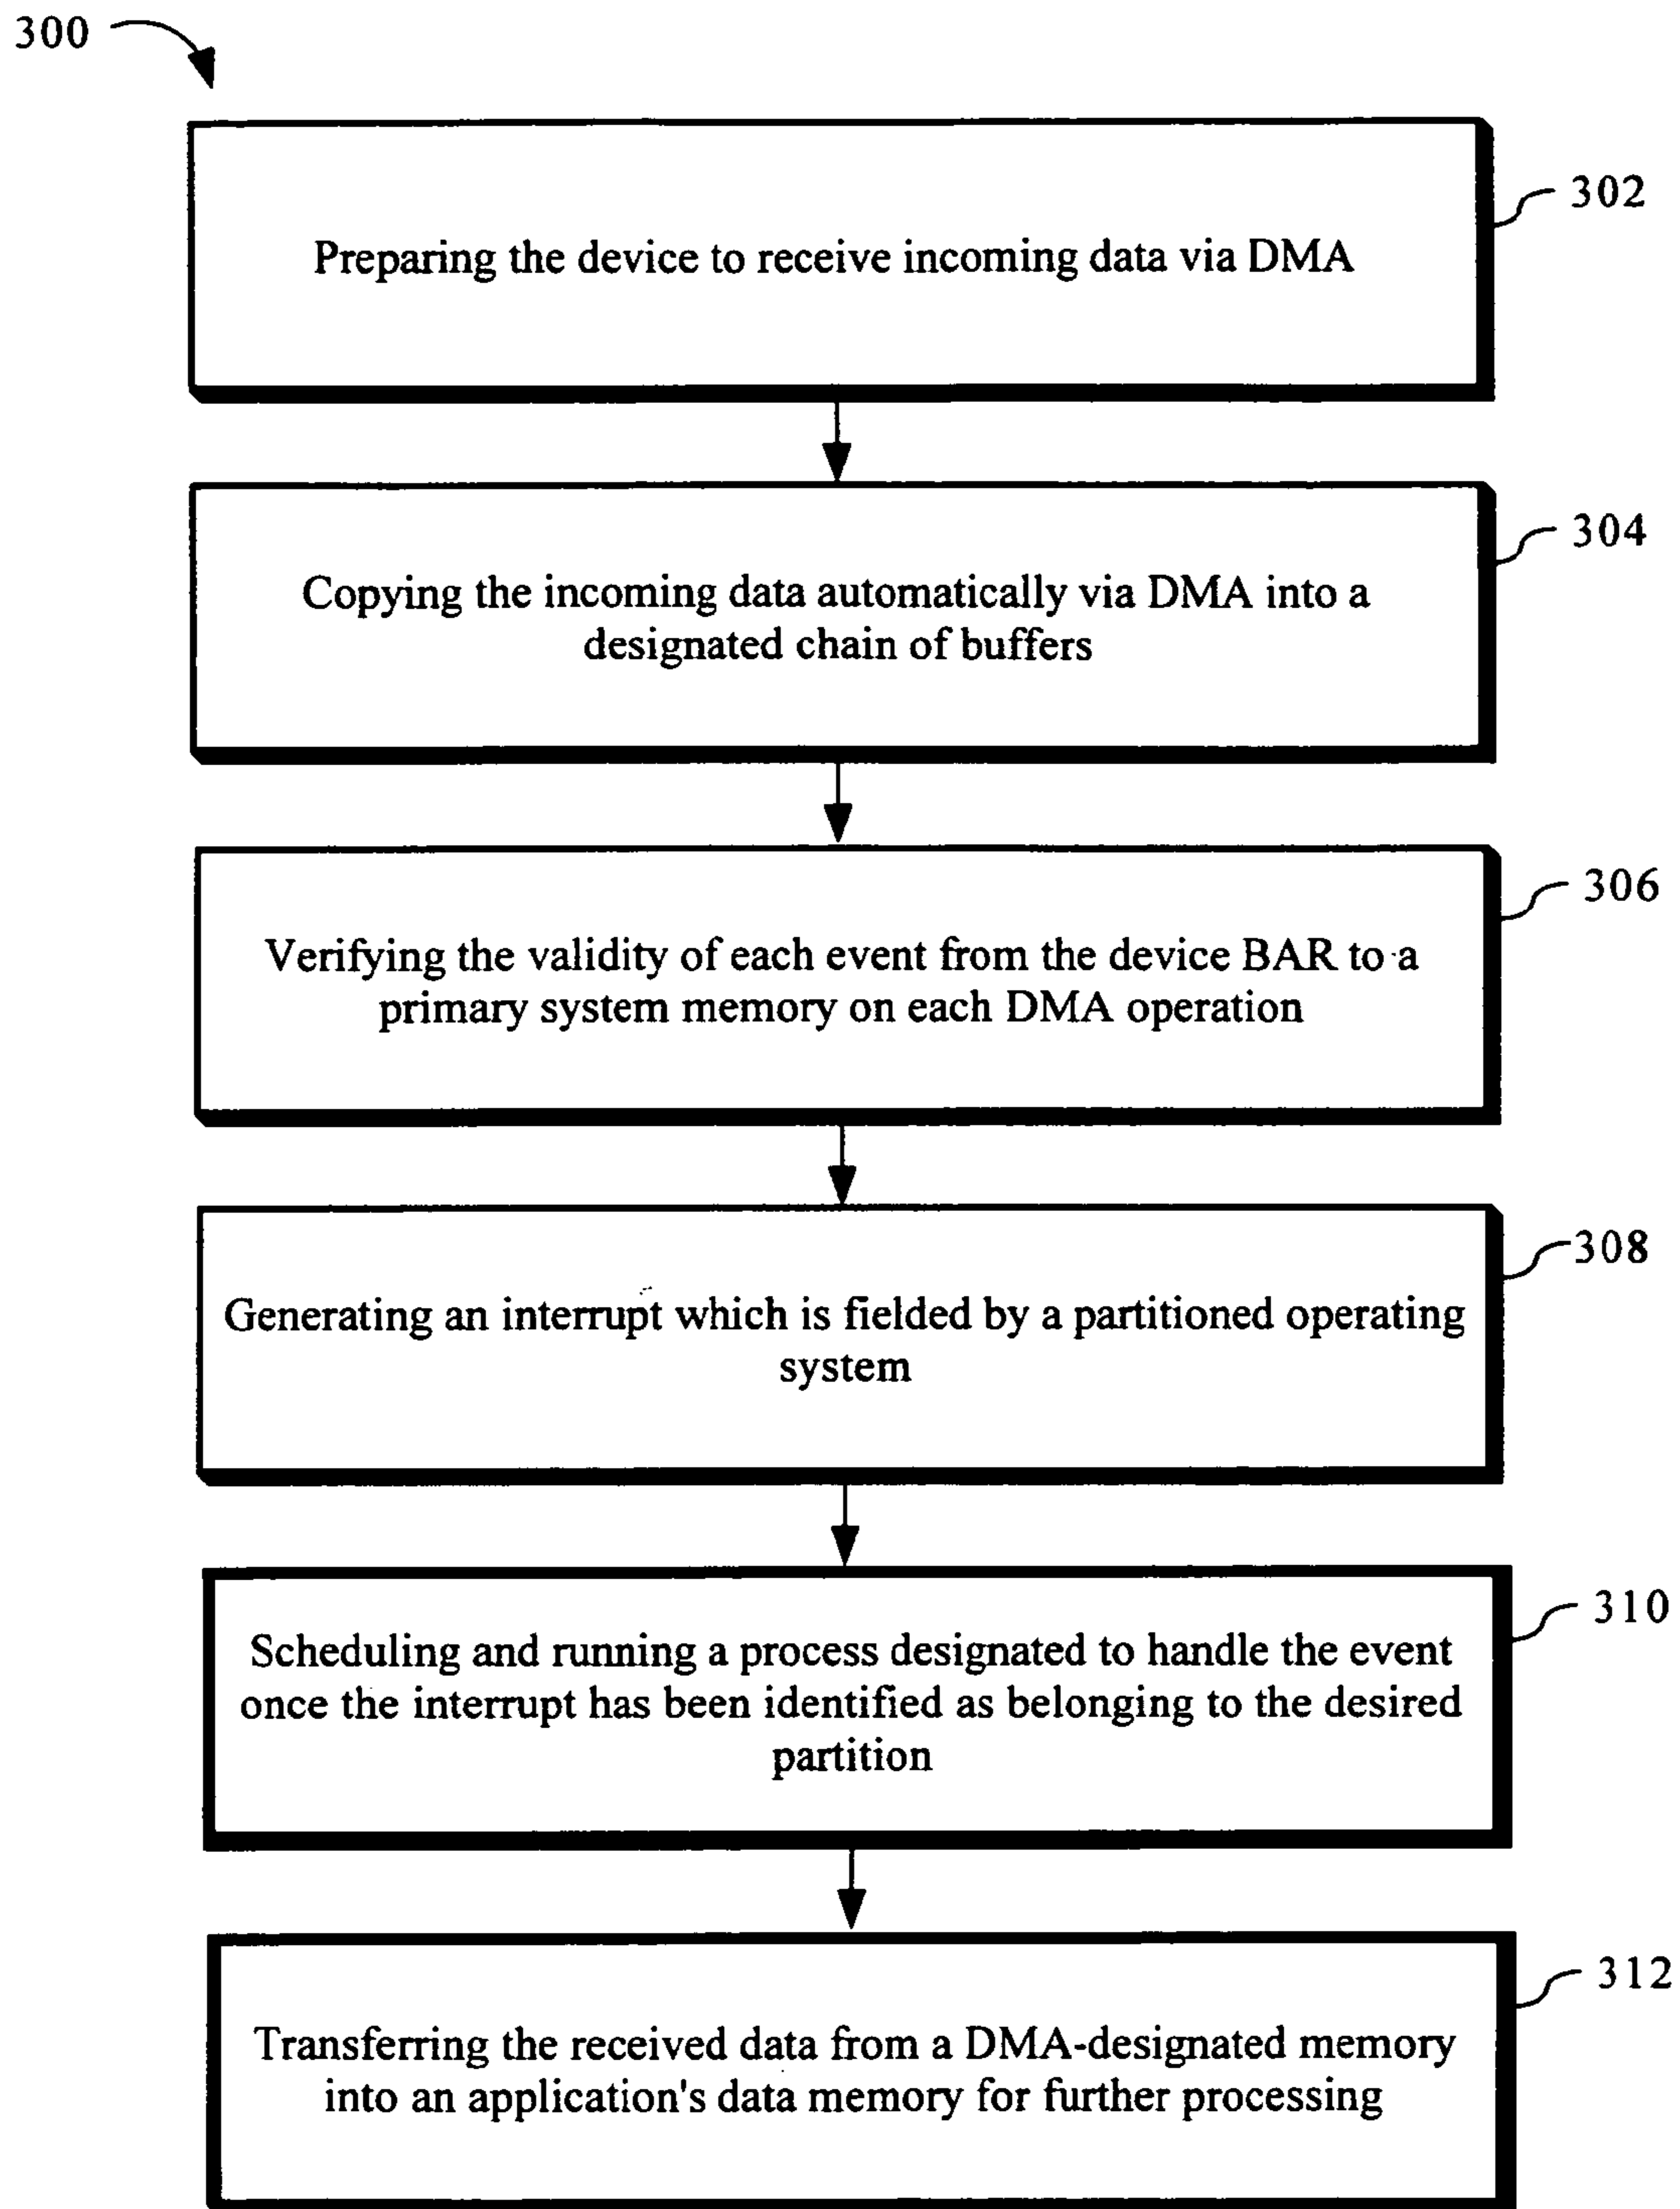 300
Preparing the device to receive incoming data via DMA
302
Copying the incoming data automatically via DMA into a
designated chain of buffers
304
Verifying the validity of each event from the device BAR to a
primary system memory on each DMA operation
306
Generating an interrupt which is fielded by a partitioned operating
system
308
Scheduling and running a process designated to handle the event
once the interrupt has been identified as belonging to the desired
partition
310
Transferring the received data from a DMA-designated memory
into an application's data memory for further processing
312